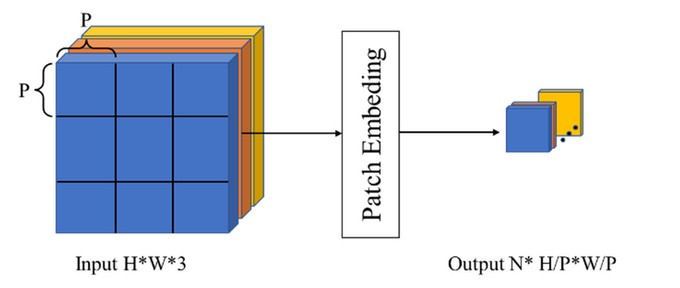 P
P
Patch Embeding
Input H*W*3
Output N* H/P*W/P